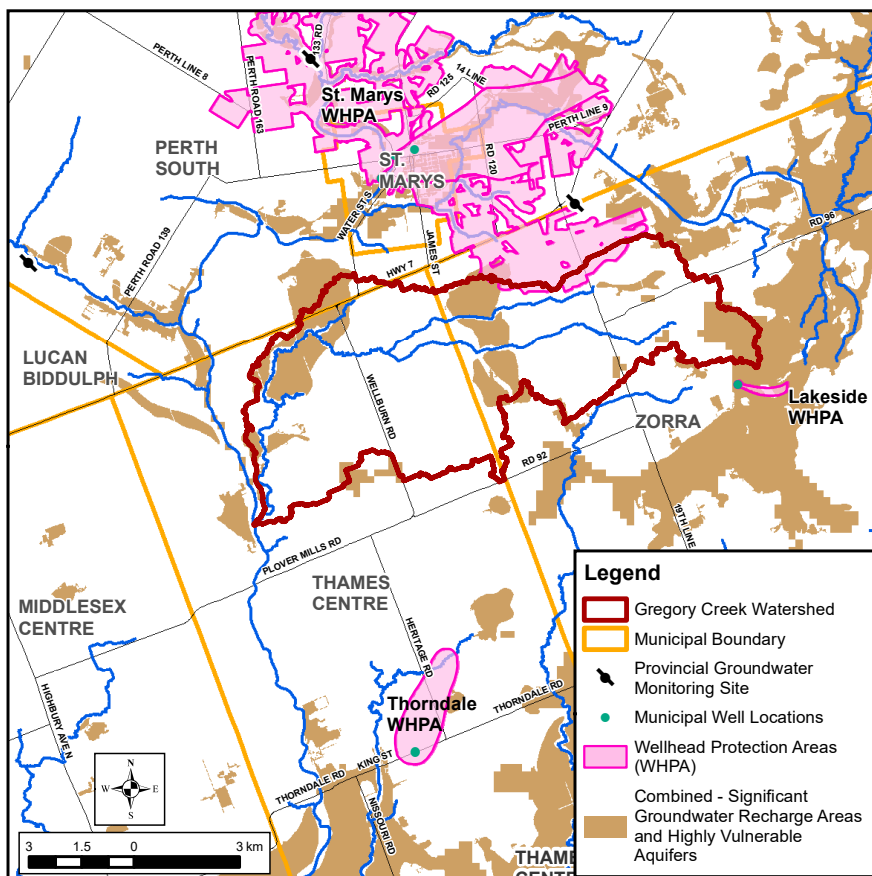 133 RD
PERTH LINE 8
14 LINE
RD 125
St. Marys
WHPA
PERTH ROAD 163
PERTH LINE 9
PERTH
SOUTH
ST.
MARYS
RD 120
WATER ST S
RD 96
PERTH ROAD 139
JAMES ST
HWY 7
LUCAN
BIDDULPH
WELLBURN RD
Lakeside
WHPA
ZORRA
RD 92
19TH LINE
PLOVER MILLS RD
THAMES
CENTRE
MIDDLESEX
CENTRE
HERITAGE RD
HIGHBURY AVE N
Thorndale
WHPA
THORNDALE RD
KING ST
THORNDALE RD
NISSOURI RD
N
W E
S
3 1.5 0 3 km
Legend
Gregory Creek Watershed
Municipal Boundary
Provincial Groundwater
Monitoring Site
Municipal Well Locations
Wellhead Protection Areas
(WHPA)
Combined - Significant
Groundwater Recharge Areas
and Highly Vulnerable
Aquifers